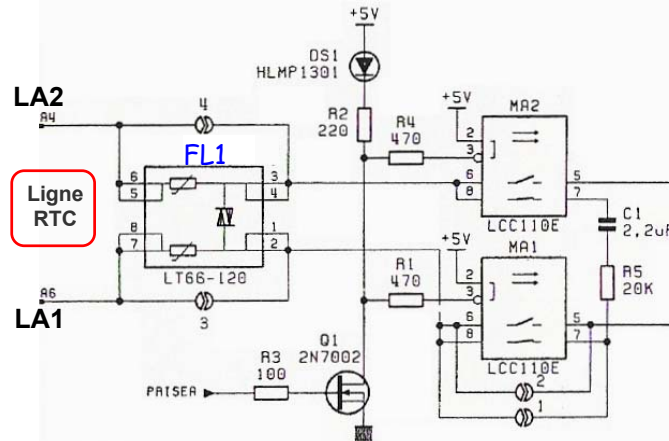 +5V
DS1
HLMP1301
LA2
A4
4
R2
220
R4
470
+5V
MA2
2
3
6
8
5
7
LCC110E
FL1
6
5
3
4
8
7
1
2
LT66-120
Ligne
RTC
C1
2,2uF
+5V
MA1
2
3
6
8
5
7
LCC110E
R1
470
R5
20K
A6
3
LA1
Q1
2N7002
R3
100
PRISER
2
1